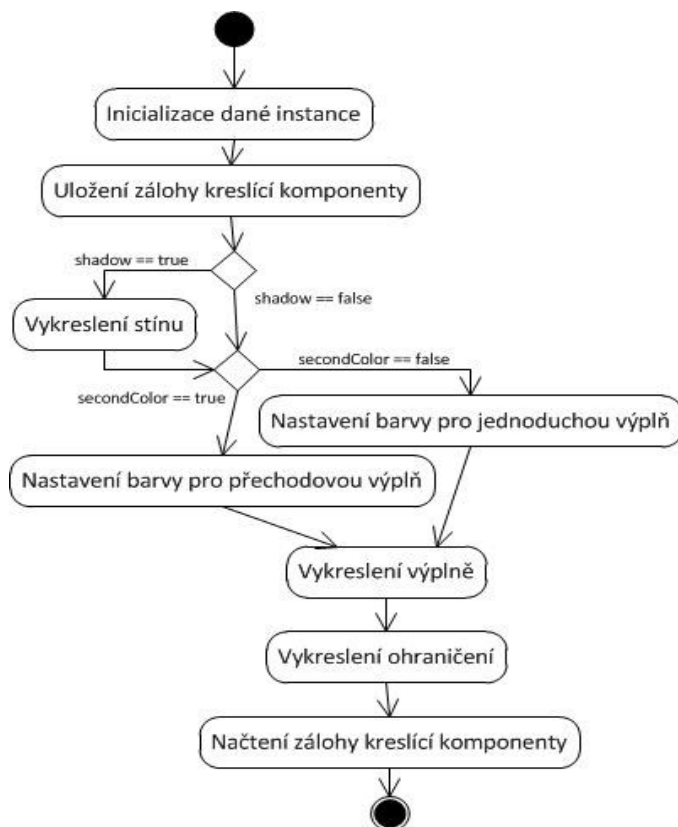 Inicializace dané instance
Uložení zálohy kreslící komponenty
shadow == true
shadow == false
Vykreslení stínu
secondColor == false
secondColor == true
Nastavení barvy pro jednoduchou výplň
Nastavení barvy pro přechodovou výplň
Vykreslení výplně
Vykreslení ohraničení
Načtení zálohy kreslící komponenty